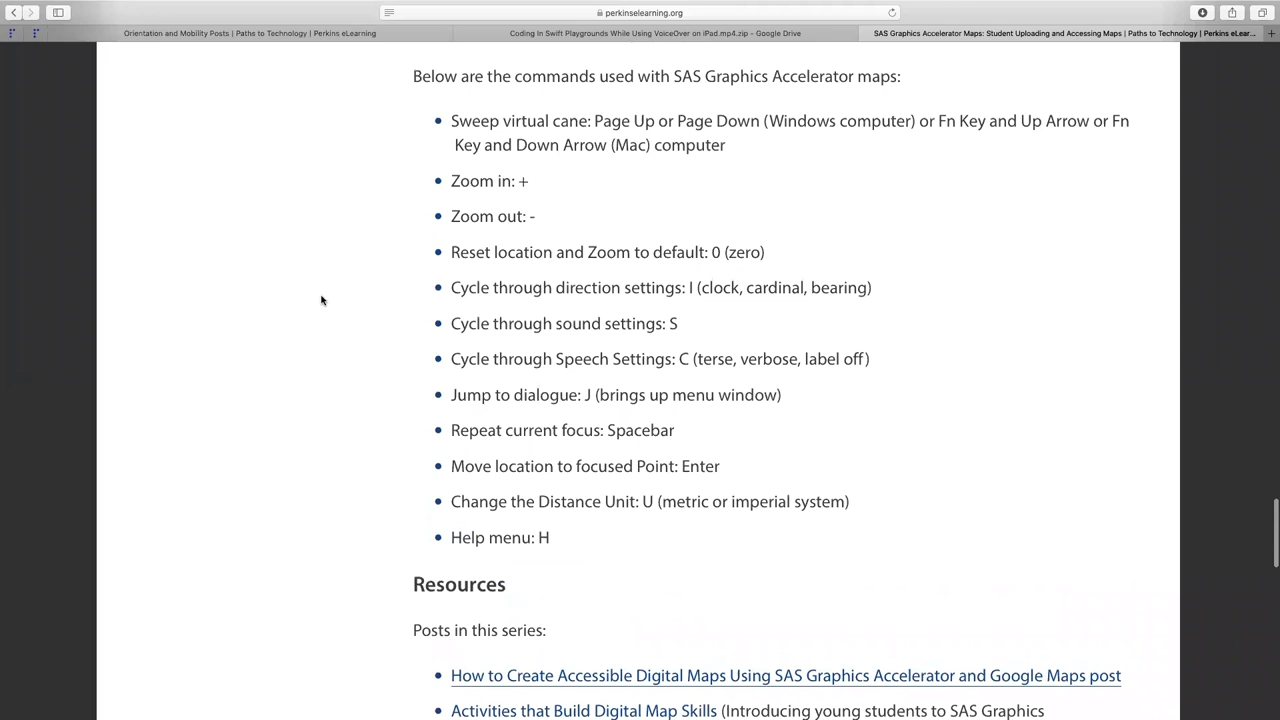 perkinselearning.org
Orientation and Mobility Posts | Paths to Technology | Perkins eLearning
Coding In Swift Playgrounds While Using VoiceOver on iPad.mp4.zip - Google Drive
SAS Graphics Accelerator Maps: Student Uploading and Accessing Maps | Paths to Technology | Perkins eLear...
Below are the commands used with SAS Graphics Accelerator maps:
Sweep virtual cane: Page Up or Page Down (Windows computer) or Fn Key and Up Arrow or Fn
Key and Down Arrow (Mac) computer
Zoom in: +
Zoom out: -
Reset location and Zoom to default: 0 (zero)
Cycle through direction settings: I (clock, cardinal, bearing)
Cycle through sound settings: S
Cycle through Speech Settings: C (terse, verbose, label off)
Jump to dialogue: J (brings up menu window)
Repeat current focus: Spacebar
Move location to focused Point: Enter
Change the Distance Unit: U (metric or imperial system)
Help menu: H
Resources
Posts in this series:
How to Create Accessible Digital Maps Using SAS Graphics Accelerator and Google Maps post
Activities that Build Digital Map Skills (Introducing young students to SAS Graphics